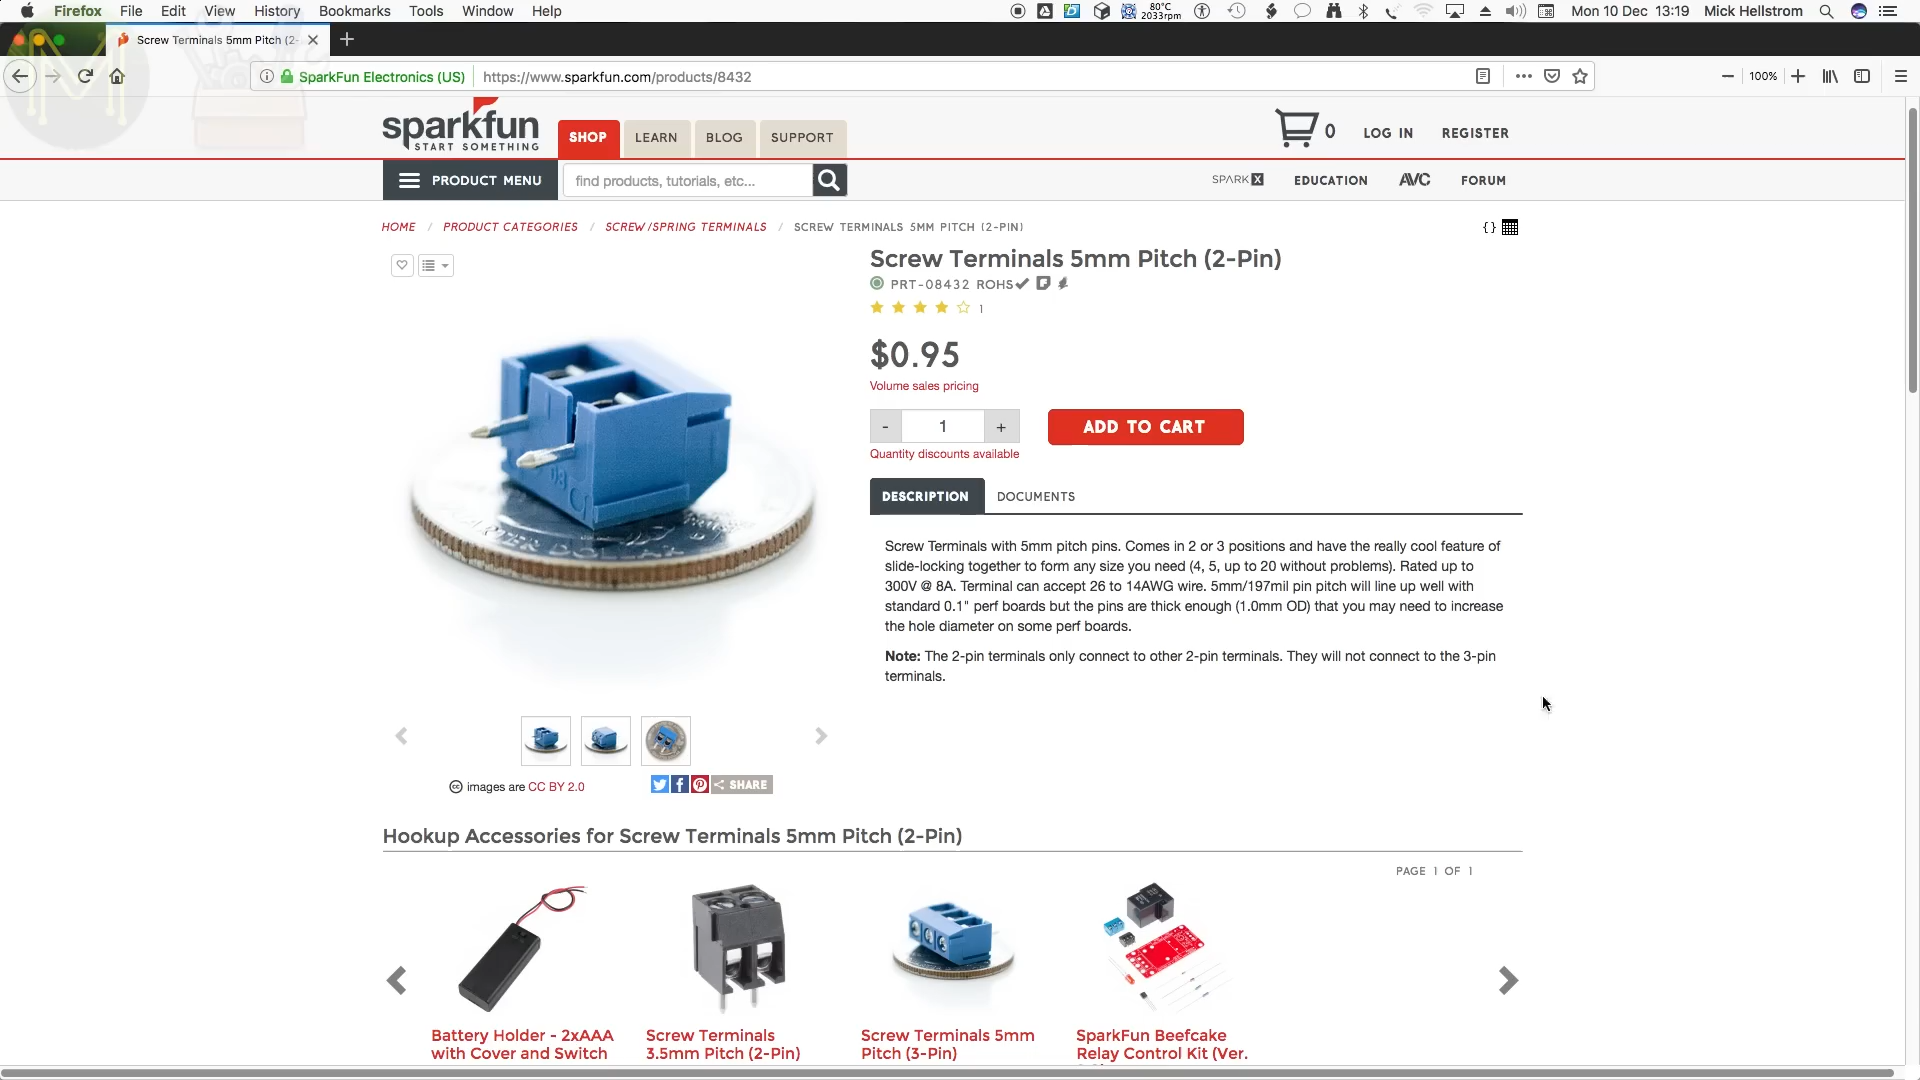 Firefox File Edit View History Bookmarks Tools Window Help 80°C 2033rpm Mon 10 Dec 13:19 Mick Hellstrom
Screw Terminals 5mm Pitch (2-
SparkFun Electronics (US) https://www.sparkfun.com/products/8432 100%
sparkfun
START SOMETHING
SHOP LEARN BLOG SUPPORT 0 LOG IN REGISTER
PRODUCT MENU find products, tutorials, etc... SPARK X EDUCATION AVC FORUM
HOME / PRODUCT CATEGORIES / SCREW/SPRING TERMINALS / SCREW TERMINALS 5MM PITCH (2-PIN) {}
Screw Terminals 5mm Pitch (2-Pin)
PRT-08432 ROHS
1
$0.95
Volume sales pricing
- 1 + ADD TO CART
Quantity discounts available
DESCRIPTION DOCUMENTS
Screw Terminals with 5mm pitch pins. Comes in 2 or 3 positions and have the really cool feature of
slide-locking together to form any size you need (4, 5, up to 20 without problems). Rated up to
300V @ 8A. Terminal can accept 26 to 14AWG wire. 5mm/197mil pin pitch will line up well with
standard 0.1" perf boards but the pins are thick enough (1.0mm OD) that you may need to increase
the hole diameter on some perf boards.
Note: The 2-pin terminals only connect to other 2-pin terminals. They will not connect to the 3-pin
terminals.
cc images are CC BY 2.0 SHARE
Hookup Accessories for Screw Terminals 5mm Pitch (2-Pin)
PAGE 1 OF 1
Battery Holder - 2xAAA
with Cover and Switch
Screw Terminals
3.5mm Pitch (2-Pin)
Screw Terminals 5mm
Pitch (3-Pin)
SparkFun Beefcake
Relay Control Kit (Ver.